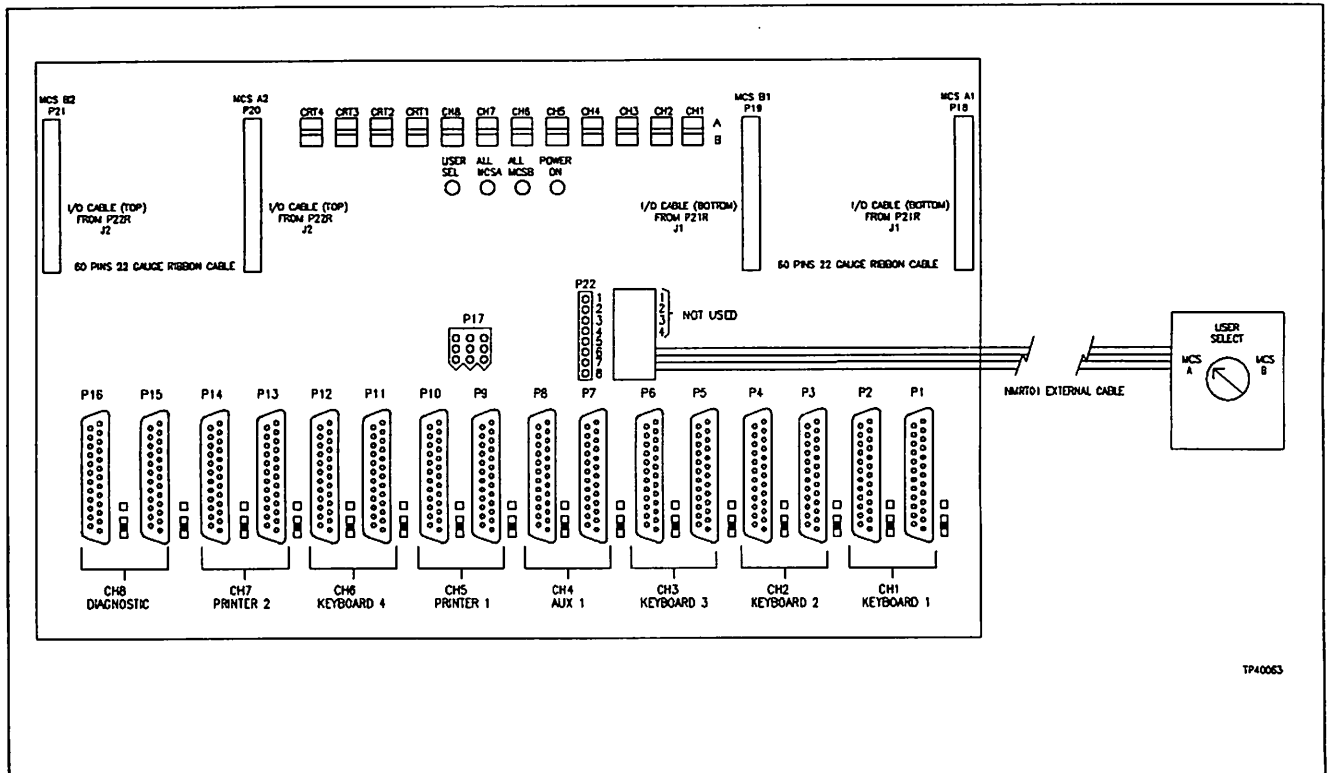 MCS B2
P21
MCS A2
P20
CRT4 CRT3 CRT2 CRT1 CH8 CH7 CH6 CH5 CH4 CH3 CH2 CH1
A
B
MCS B1
P19
MCS A1
P18
USER
SEL
ALL
MCSA
ALL
MCSB
POWER
ON
I/O CABLE (TOP)
FROM P22R
J2
I/O CABLE (TOP)
FROM P22R
J2
I/O CABLE (BOTTOM)
FROM P21R
J1
I/O CABLE (BOTTOM)
FROM P21R
J1
60 PINS 22 GAUGE RIBBON CABLE
60 PINS 22 GAUGE RIBBON CABLE
P22
1
2
3
4
5
6
7
8
1
2
3
4
NOT USED
P17
USER
SELECT
MCS
A
MCS
B
NMRT01 EXTERNAL CABLE
P16 P15 P14 P13 P12 P11 P10 P9 P8 P7 P6 P5 P4 P3 P2 P1
CH8
DIAGNOSTIC
CH7
PRINTER 2
CH6
KEYBOARD 4
CH5
PRINTER 1
CH4
AUX 1
CH3
KEYBOARD 3
CH2
KEYBOARD 2
CH1
KEYBOARD 1
TP40063